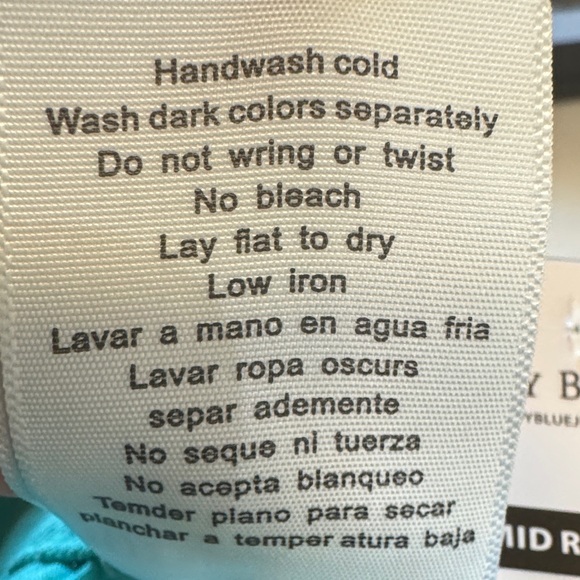 Handwash cold
Wash dark colors separately
Do not wring or twist
No bleach
Lay flat to dry
Low iron
Lavar a mano en agua fria
Lavar ropa oscurs
separ ademente
No seque ni tuerza
No acepta blanqueo
Temder plano para secar
planchar a temper atura baja
Y B
YBLUEJ
MID R